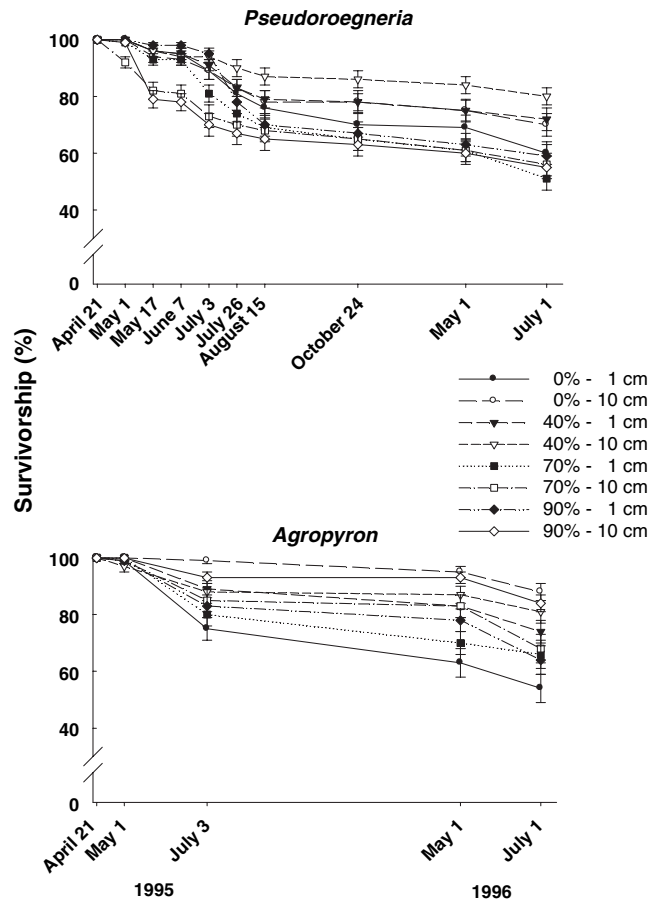 Pseudoroegneria
100
80
60
40
0
April 21
May 1
May 17
June 7
July 3
July 26
August 15
October 24
May 1
July 1
Survivorship (%)
0% - 1 cm
0% - 10 cm
40% - 1 cm
40% - 10 cm
70% - 1 cm
70% - 10 cm
90% - 1 cm
90% - 10 cm
Agropyron
100
80
60
40
0
April 21
May 1
July 3
May 1
July 1
1995
1996